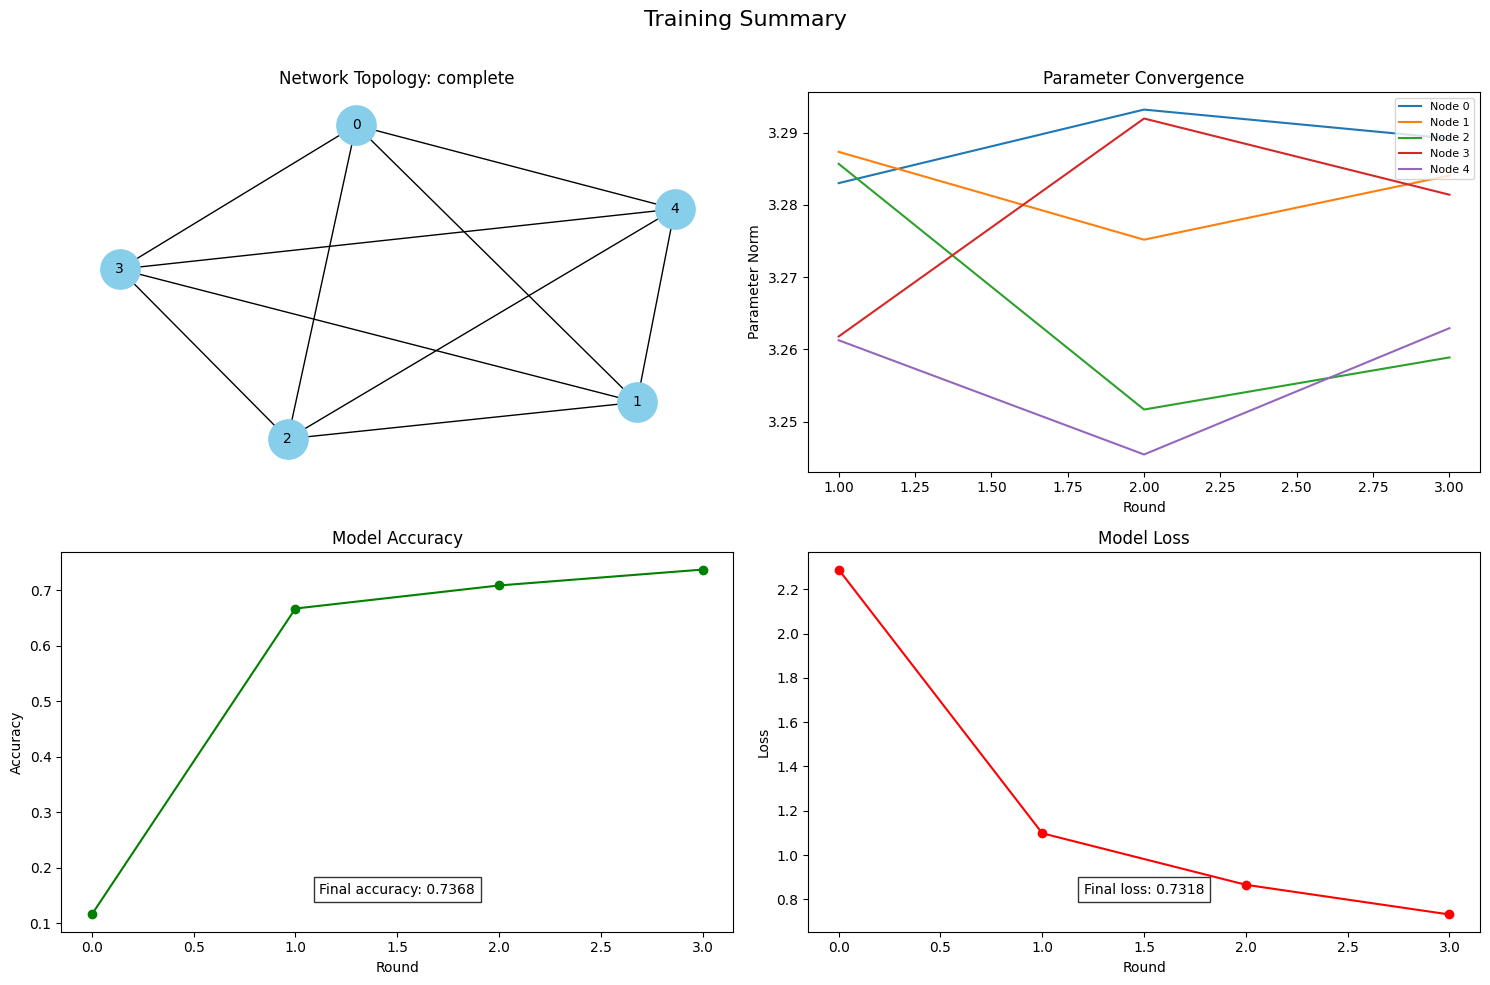 Training Summary
Network Topology: complete
0
4
3
1
2
Parameter Convergence
Parameter Norm
3.29
3.28
3.27
3.26
3.25
Node 0
Node 1
Node 2
Node 3
Node 4
1.00 1.25 1.50 1.75 2.00 2.25 2.50 2.75 3.00
Round
Model Accuracy
Accuracy
0.7
0.6
0.5
0.4
0.3
0.2
0.1
Final accuracy: 0.7368
0.0 0.5 1.0 1.5 2.0 2.5 3.0
Round
Model Loss
Loss
2.2
2.0
1.8
1.6
1.4
1.2
1.0
0.8
Final loss: 0.7318
0.0 0.5 1.0 1.5 2.0 2.5 3.0
Round